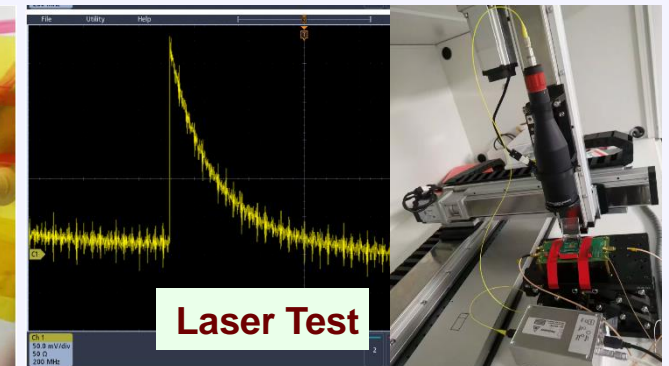 File Utility Help
C1
Laser Test
Ch 1
50.0 mV/div
50 Ω
200 MHz
2